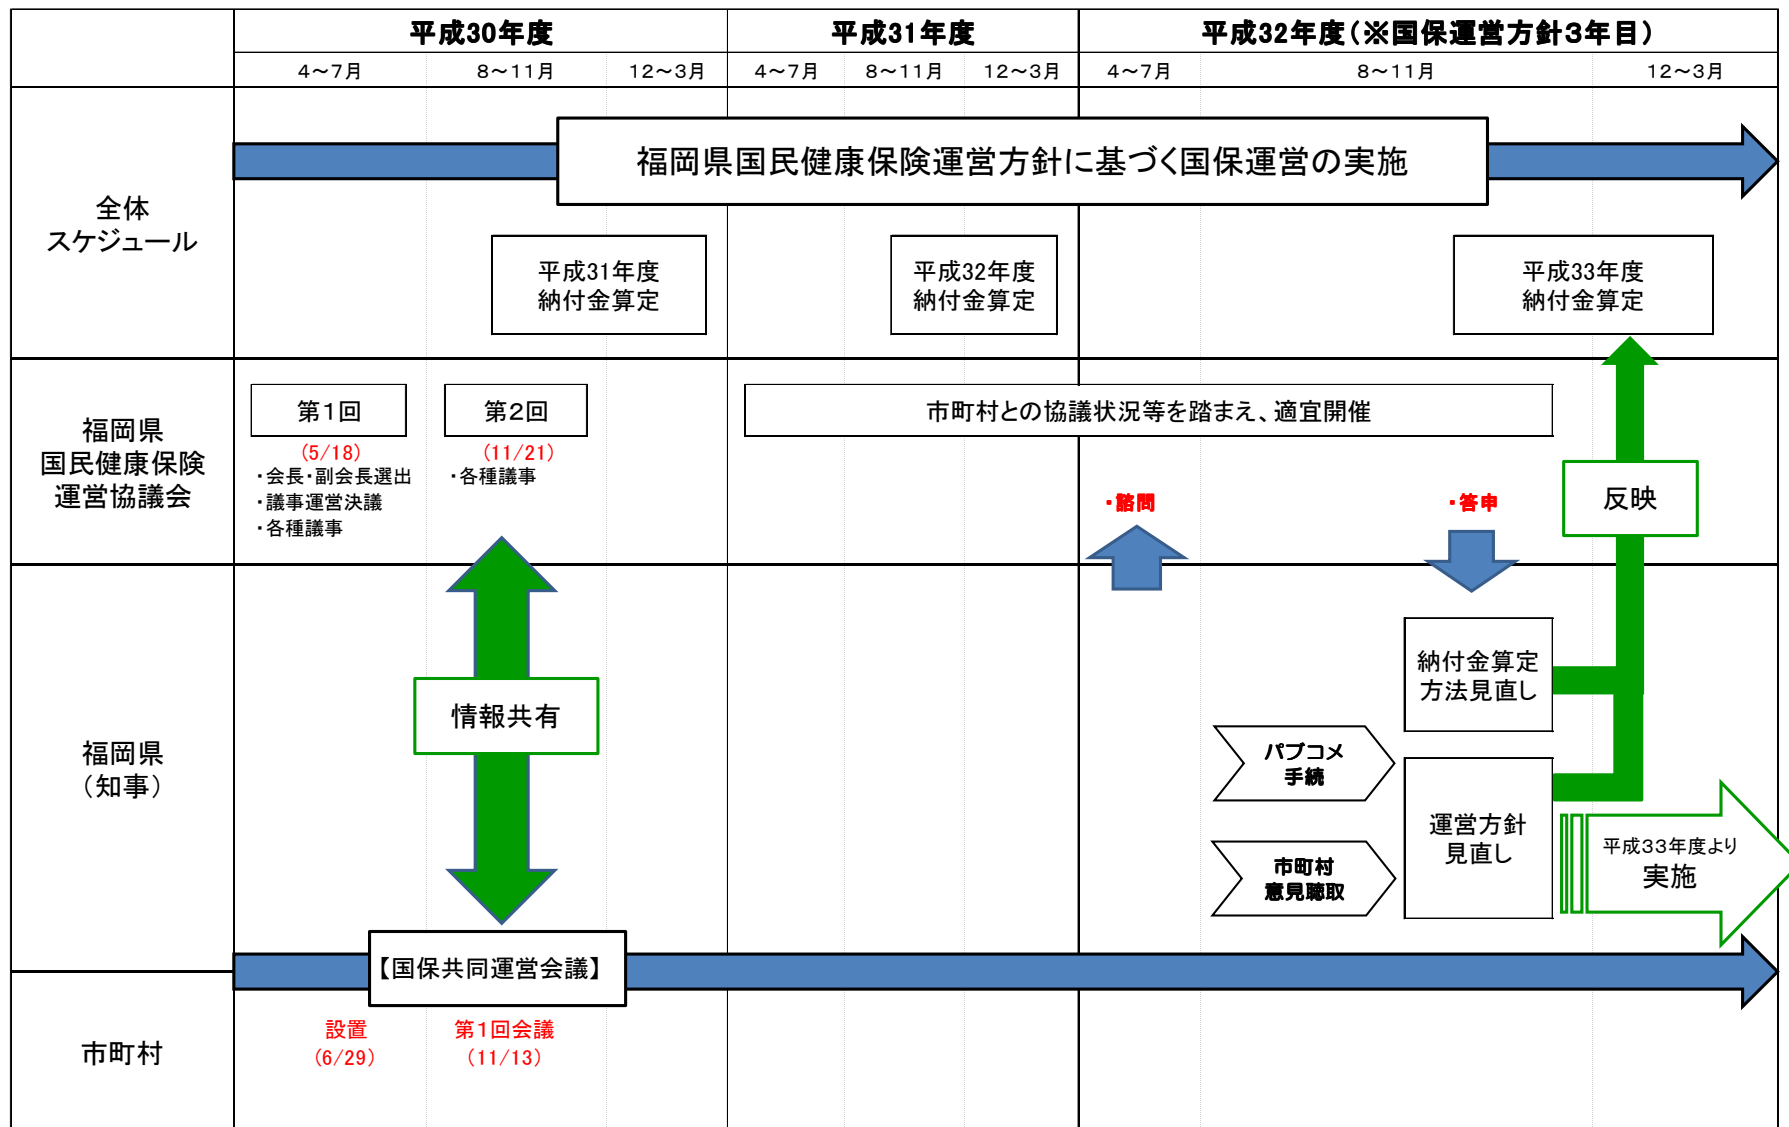 平成30年度
平成31年度
平成32年度(※国保運営方針3年目)
4~7月
8~11月
12~3月
4~7月
8~11月
12~3月
4~7月
8~11月
12~3月
全体
スケジュール
福岡県国民健康保険運営方針に基づく国保運営の実施
平成31年度
納付金算定
平成32年度
納付金算定
平成33年度
納付金算定
福岡県
国民健康保険
運営協議会
第1回
(5/18)
・会長・副会長選出
・議事運営決議
・各種議事
第2回
(11/21)
・各種議事
市町村との協議状況等を踏まえ、適宜開催
・諮問
・答申
反映
福岡県
(知事)
情報共有
納付金算定
方法見直し
パブコメ
手続
市町村
意見聴取
運営方針
見直し
平成33年度より
実施
【国保共同運営会議】
市町村
設置
(6/29)
第1回会議
(11/13)